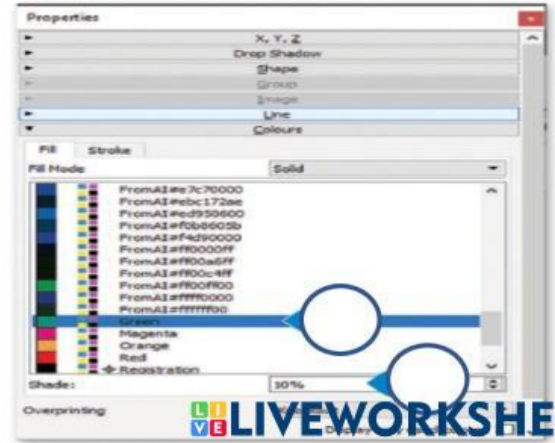 Properties
X, Y, Z
Drop Shadow
Shape
Group
Image
Line
Colours
Fill Stroke
Fill Mode Solid
FromAI#e7c70000
FromAI#ebc172ae
FromAI#ed950600
FromAI#f0b8605b
FromAI#f4d90000
FromAI#ff0000ff
FromAI#ff00a6ff
FromAI#ff00c4ff
FromAI#ff00ff00
FromAI#ffff0000
FromAI#ffffff00
Green
Magenta
Orange
Red
Registration
Shade: 10%
Overprinting
LIVE LIVEWORKSHE